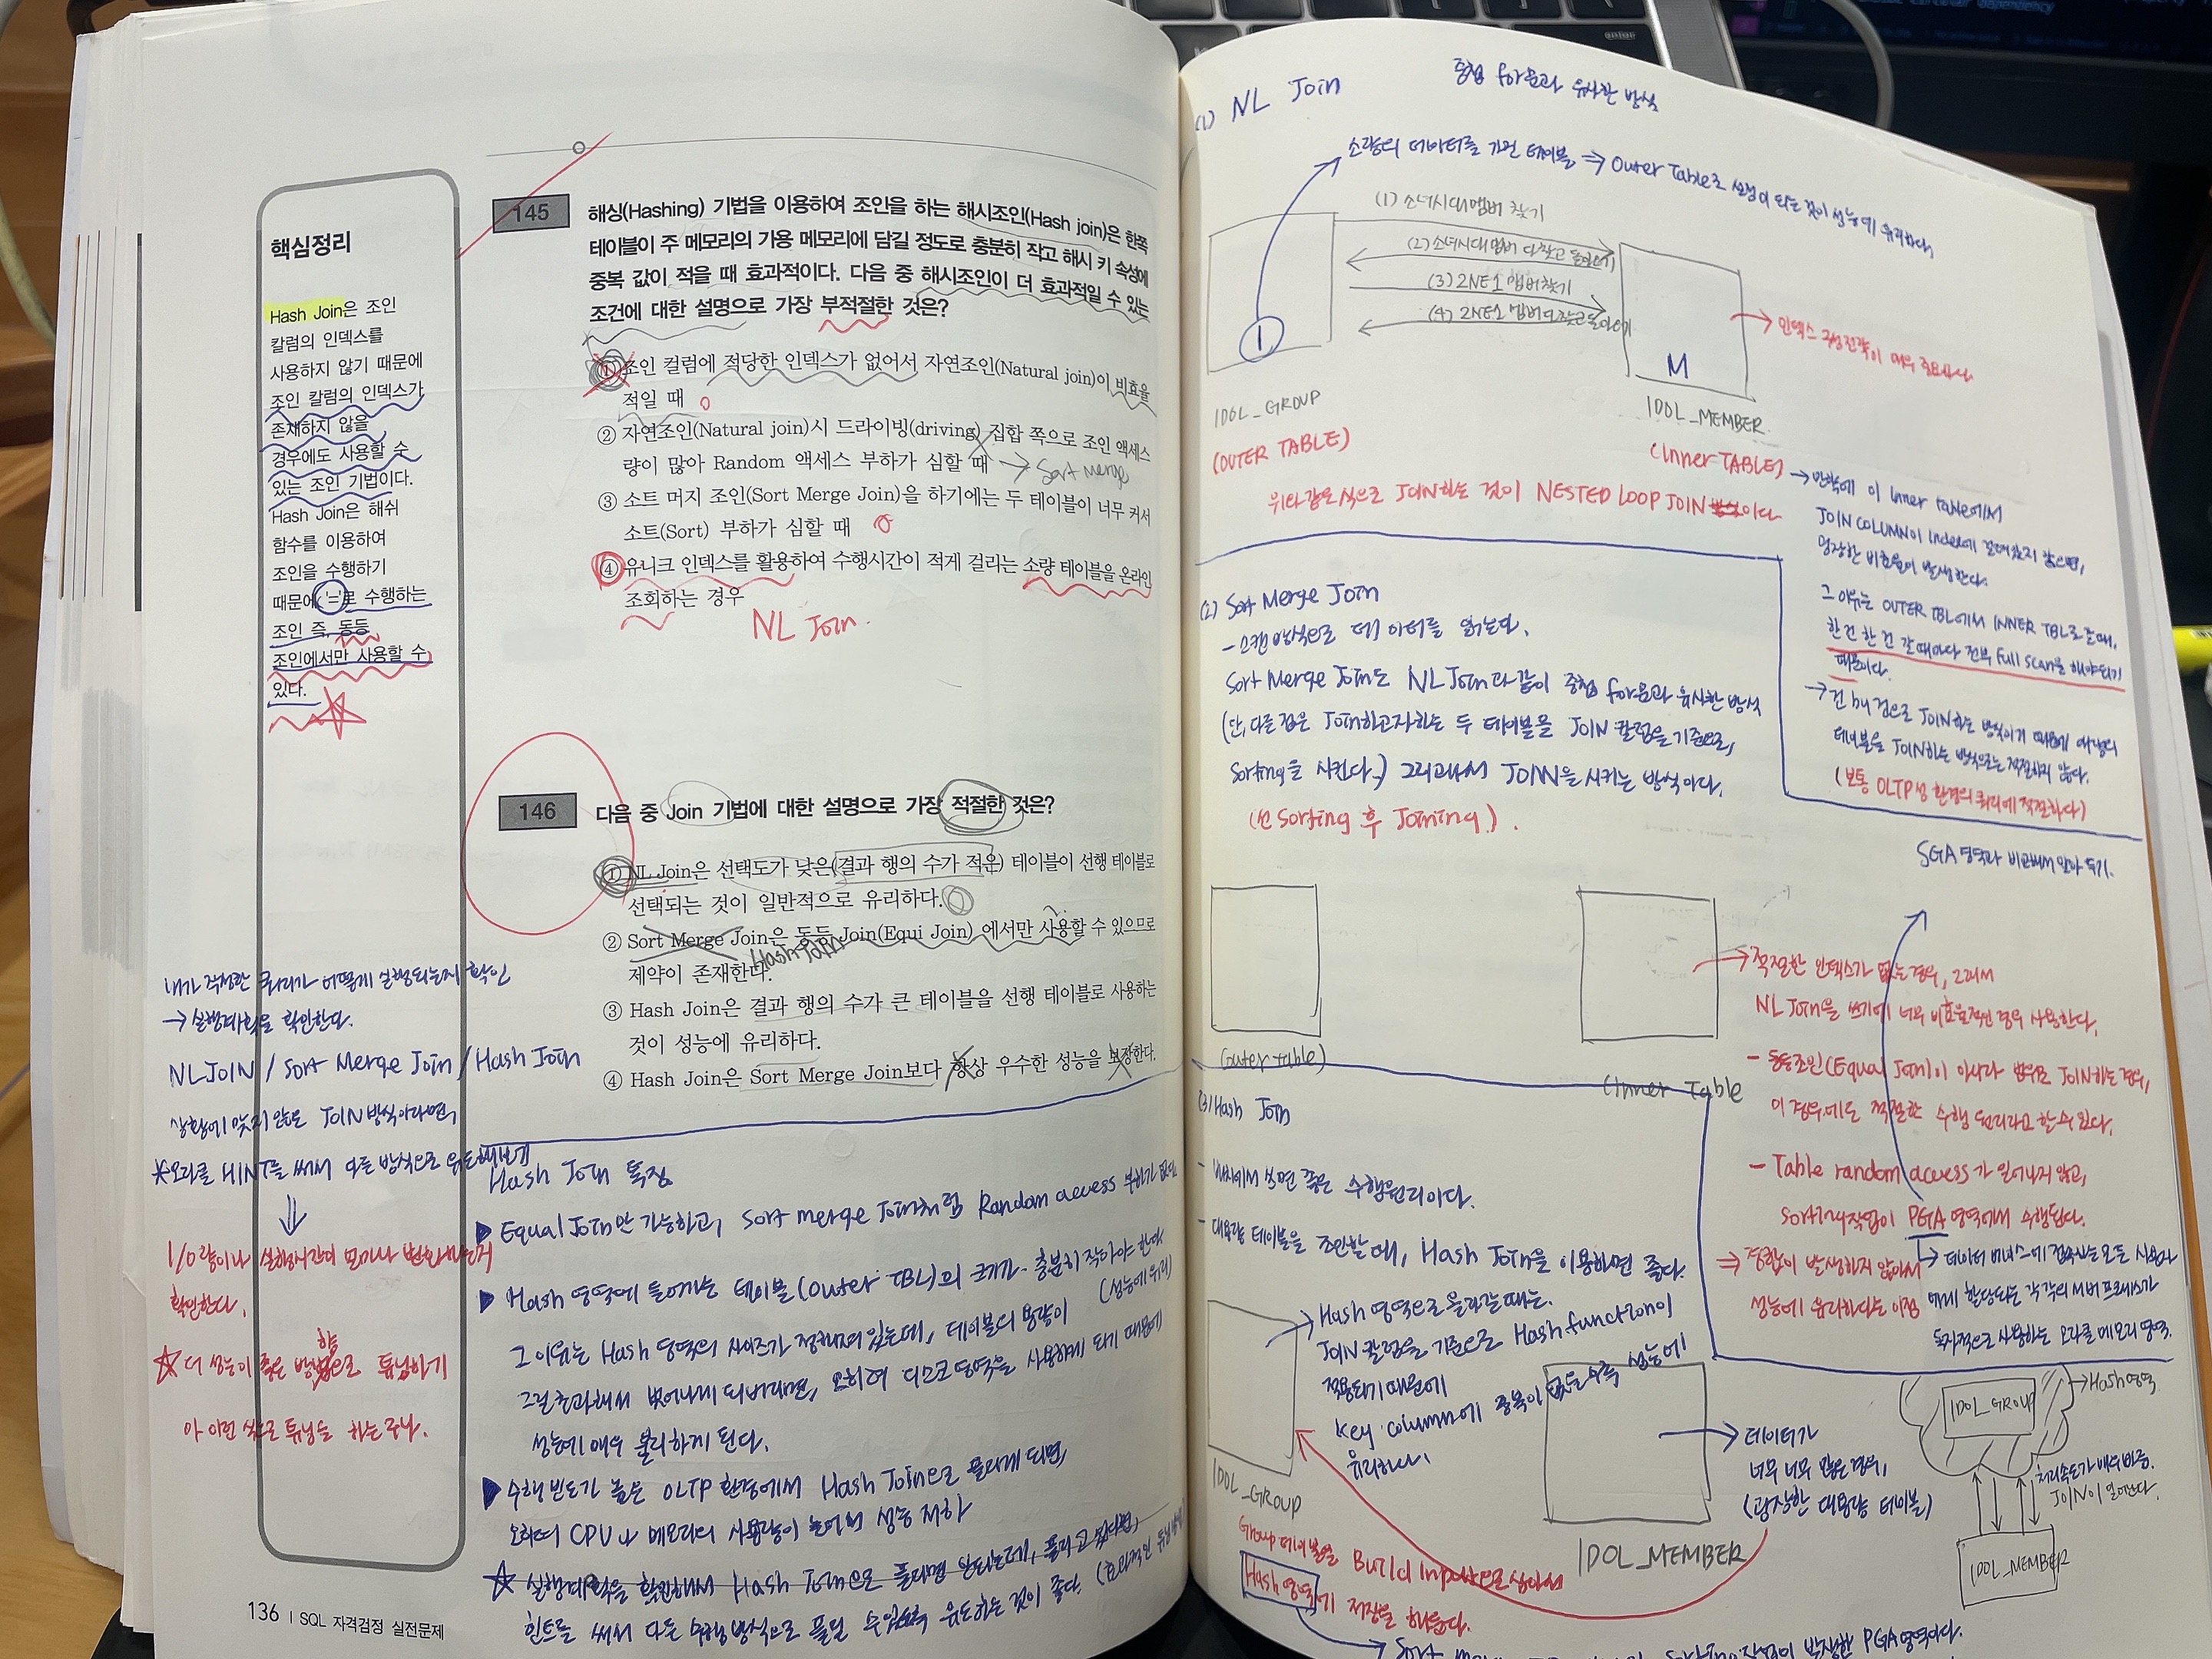 핵심정리
Hash Join은 조인
칼럼의 인덱스를
사용하지 않기 때문에
조인 칼럼의 인덱스가
존재하지 않을
경우에도 사용할 수
있는 조인 기법이다.
Hash Join은 해쉬
함수를 이용하여
조인을 수행하기
때문에 '='로 수행하는
조인 즉, 동등
조인에서만 사용할 수
있다.
145
해싱(Hashing) 기법을 이용하여 조인을 하는 해시조인(Hash join)은 한쪽
테이블이 주 메모리의 가용 메모리에 담길 정도로 충분히 작고 해시 키 속성에
중복 값이 적을 때 효과적이다. 다음 중 해시조인이 더 효과적일 수 있는
조건에 대한 설명으로 가장 부적절한 것은?
① 조인 컬럼에 적당한 인덱스가 없어서 자연조인(Natural join)이 비효율
적일 때
② 자연조인(Natural join)시 드라이빙(driving) 집합 쪽으로 조인 액세스
량이 많아 Random 액세스 부하가 심할 때 → Sort merge
③ 소트 머지 조인(Sort Merge Join)을 하기에는 두 테이블이 너무 커서
소트(Sort) 부하가 심할 때
④ 유니크 인덱스를 활용하여 수행시간이 적게 걸리는 소량 테이블을 온라인
조회하는 경우
NL Join.
146
다음 중 Join 기법에 대한 설명으로 가장 적절한 것은?
① NL Join은 선택도가 낮은(결과 행의 수가 적은) 테이블이 선행 테이블로
선택되는 것이 일반적으로 유리하다.
② Sort Merge Join은 동등 Join(Equi Join) 에서만 사용할 수 있으므로
제약이 존재한다.
Hash Join
③ Hash Join은 결과 행의 수가 큰 테이블을 선행 테이블로 사용하는
것이 성능에 유리하다.
④ Hash Join은 Sort Merge Join보다 항상 우수한 성능을 보장한다.
내가 작성한 쿼리가 어떻게 실행되는지 확인
→ 실행계획을 확인한다.
NL JOIN / Sort Merge Join / Hash Join
상황에 맞지 않은 JOIN 방식이라면,
*오라클 HINT를 써서 다른 방식으로 유도해보게
I/O량이나 실행시간이 얼마나 변화하는지
확인한다.
☆ 더 성능이 좋은 방향으로 튜닝하기
아 이런 식으로 튜닝을 하는구나.
Hash Join 특징
▶ Equal Join만 가능하고, Sort merge Join처럼 Random access 부하가 없다.
▶ Hash 영역에 들어가는 테이블(Outer TBL)의 크기가 충분히 작아야 한다.
(성능에 유리)
그 이유는 Hash 영역의 사이즈가 정해져 있는데, 테이블의 용량이
그걸 초과해서 벗어나게 되버리면, 오히려 디스크 영역을 사용하게 되기 때문에
성능에 매우 불리하게 된다.
▶ 수행 빈도가 높은 OLTP 환경에서 Hash Join으로 풀리게 되면,
오히려 CPU나 메모리의 사용량이 늘어서 성능 저하
☆ 실행계획을 확인해서 Hash Join으로 풀리면 안되는데, 풀리고 있다면,
힌트를 써서 다른 수행방식으로 풀릴 수 있도록 유도하는 것이 좋다. (효과적인 튜닝방법)
136 | SQL 자격검정 실전문제
(1) NL Join
중첩 for문과 유사한 방식
소량의 데이터를 가진 테이블 ⇒ Outer Table로 선정이 되는 것이 성능에 유리하다.
(1) 소녀시대 멤버 찾기
(2) 소녀시대 멤버 다 찾고 돌아오기
(3) 2NE1 멤버찾기
(4) 2NE1 멤버 다찾고 돌아오기
1
M
→ 인덱스 구성전략이 매우 중요하다.
IDOL_GROUP
IDOL_MEMBER
(OUTER TABLE)
(Inner TABLE)
위와 같은 식으로 JOIN하는 것이 NESTED LOOP JOIN 이다
→ 만약에 이 Inner Table에서
JOIN COLUMN이 Index에 걸려있지 않으면,
엄청난 비효율이 발생한다.
그 이유는 OUTER TBL에서 INNER TBL로 갈때,
한 건 한 건 갈때마다 전부 Full scan을 해야되기
때문이다.
→ 건 by 건으로 JOIN하는 방식이기 때문에 대량의
테이블을 JOIN하는 방식으로는 적절하지 않다.
(보통 OLTP성 환경의 쿼리에 적절하다)
(2) Sort Merge Join
- 스캔 방식으로 데이터를 읽는다.
Sort Merge Join도 NL Join과 같이 중첩 for문과 유사한 방식
(단, 다른 점은 Join하고자하는 두 테이블을 JOIN 칼럼을 기준으로,
Sorting을 시킨다.) 그리고나서 JOIN을 시키는 방식이다.
(선 Sorting 후 Joining.).
SGA 영역과 비교해서 알아두기.
(Outer table)
(Inner Table
→ 적절한 인덱스가 없는경우, 그래서
NL Join을 쓰기에 너무 비효율적인 경우 사용한다.
- 동등조인(Equal Join)이 아니라 범위로 JOIN하는 경우,
이 경우에도 적절한 수행 원리라고 할 수 있다.
- Table random access가 일어나지 않고,
sorting작업이 PGA 영역에서 수행된다.
⇒ 경합이 발생하지 않아서
성능에 유리하다는 이점
→ 데이터 베이스에 접속하는 모든 사용자
에게 할당되는 각각의 서버 프로세스가
독자적으로 사용하는 오라클 메모리 영역.
(3) Hash Join
- 배치에서 쓰면 좋은 수행원리이다.
- 대용량 테이블을 조인할 때, Hash Join을 이용하면 좋다.
→ Hash 영역으로 올라갈 때는.
JOIN 칼럼을 기준으로 Hash function이
적용되기 때문에
Key column에 중복이 없을수록 성능에
유리하다.
IDOL_GROUP
IDOL_MEMBER
→ 데이터가
너무 너무 많은 경우,
(굉장한 대용량 테이블)
IDOL_GROUP
→ Hash 영역
처리속도가 매우 빠름.
JOIN이 일어난다.
IDOL_MEMBER
Group 테이블을 Build Input으로 삼아서
Hash 영역에 저장을 해둔다.